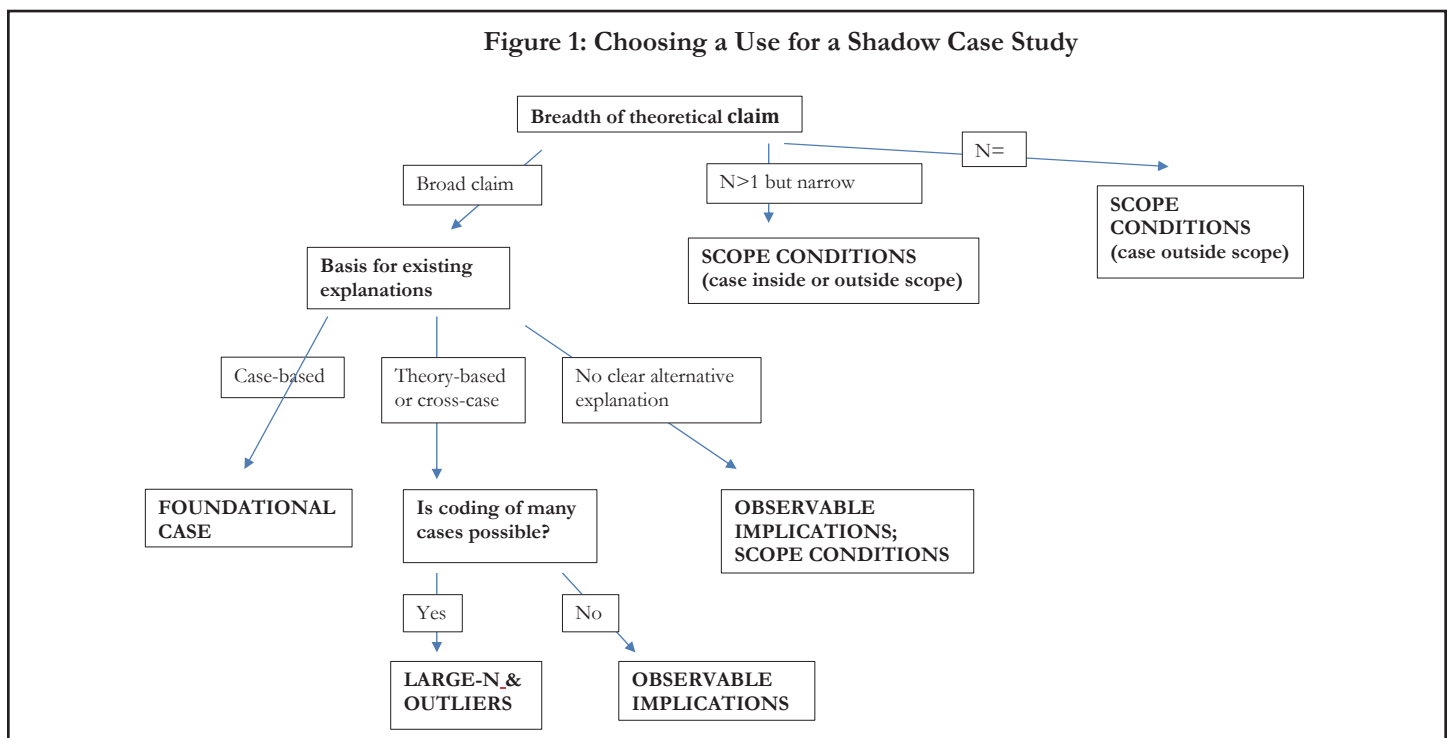 Figure 1: Choosing a Use for a Shadow Case Study
Breadth of theoretical claim
N=
Broad claim
N>1 but narrow
SCOPE
CONDITIONS
(case outside scope)
SCOPE CONDITIONS
(case inside or outside scope)
Basis for existing
explanations
Case-based
Theory-based
or cross-case
No clear alternative
explanation
FOUNDATIONAL
CASE
Is coding of many
cases possible?
OBSERVABLE
IMPLICATIONS;
SCOPE CONDITIONS
Yes
No
LARGE-N &
OUTLIERS
OBSERVABLE
IMPLICATIONS